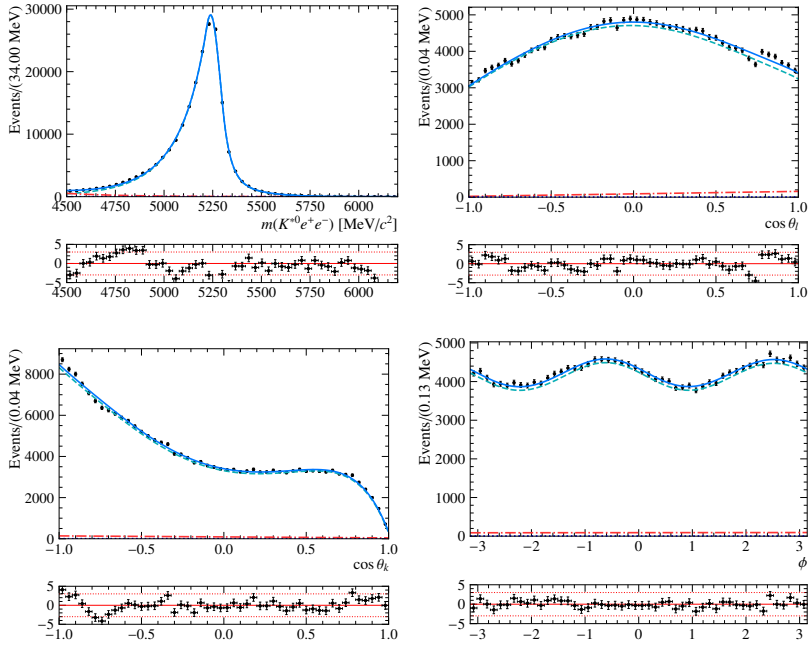 Events/(34.00 MeV)
30000
20000
10000
0
4500 4750 5000 5250 5500 5750 6000
m(K*0e+e−) [MeV/c2]
5
0
−5
4500 4750 5000 5250 5500 5750 6000
Events/(0.04 MeV)
5000
4000
3000
2000
1000
0
−1.0 −0.5 0.0 0.5 1.0
cos θl
5
0
−5
−1.0 −0.5 0.0 0.5 1.0
Events/(0.04 MeV)
8000
6000
4000
2000
0
−1.0 −0.5 0.0 0.5 1.0
cos θk
5
0
−5
−1.0 −0.5 0.0 0.5 1.0
Events/(0.13 MeV)
5000
4000
3000
2000
1000
0
−3 −2 −1 0 1 2 3
ϕ
5
0
−5
−3 −2 −1 0 1 2 3